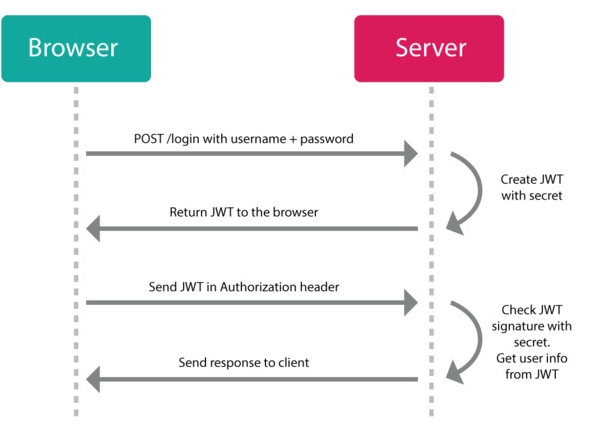 Browser
Server
POST /login with username + password
Create JWT
with secret
Return JWT to the browser
Send JWT in Authorization header
Check JWT
signature with
secret.
Get user info
from JWT
Send response to client